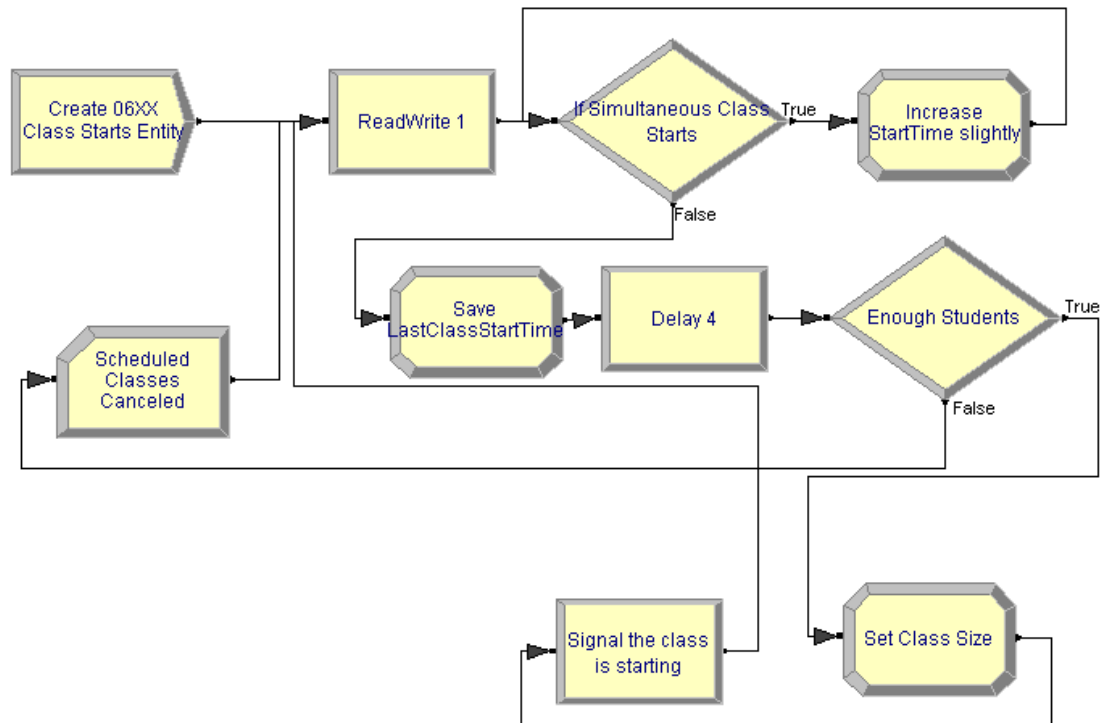 Create 06XX
Class Starts Entity
ReadWrite 1
If Simultaneous Class
Starts
True
Increase
StartTime slightly
False
Save
LastClassStartTime
Delay 4
Enough Students
True
Scheduled
Classes
Canceled
False
Signal the class
is starting
Set Class Size